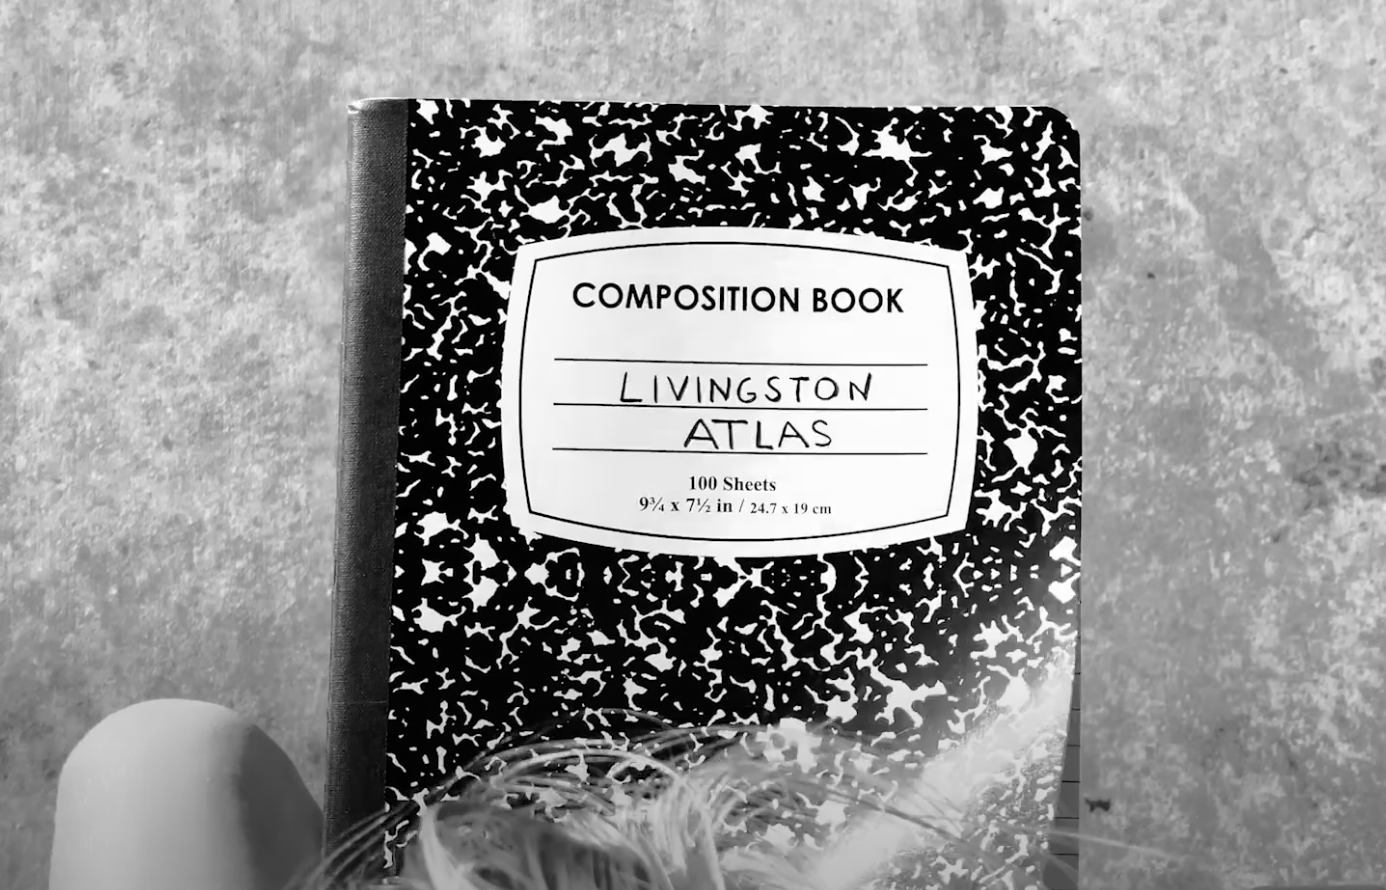 COMPOSITION BOOK
LIVINGSTON
ATLAS
100 Sheets
9¾ x 7½ in / 24.7 x 19 cm